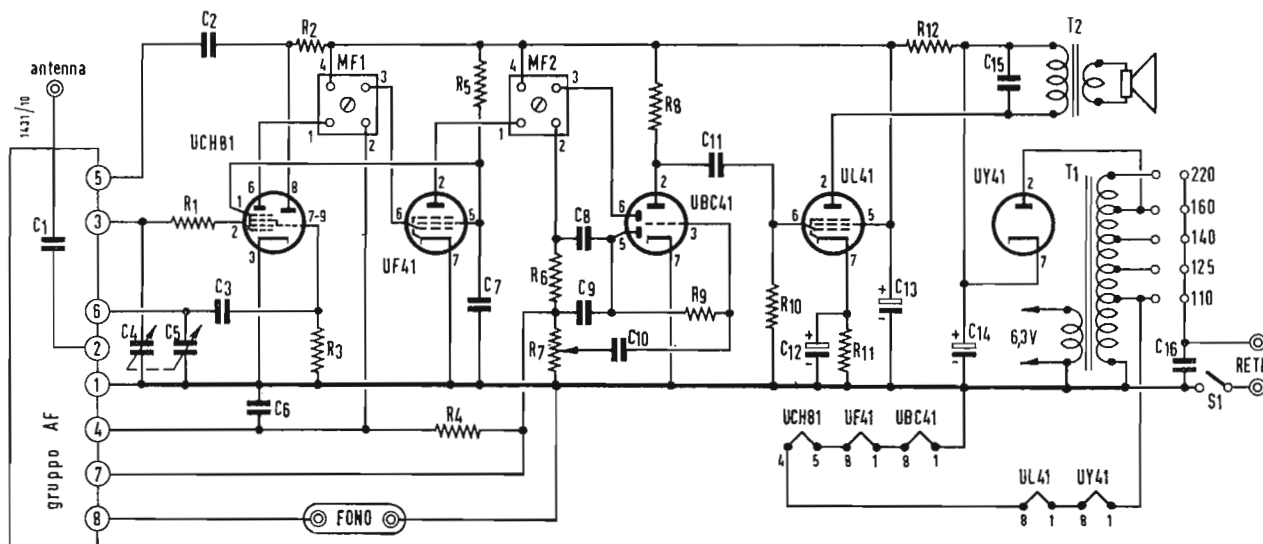 C2
R2
R12
T2
antenna
4
MF1
3
4
MF2
3
C15
1431/10
R5
R8
1
2
1
2
UCH81
C11
UL41
UY41
T1
5
6
8
2
2
2
2
220
1
7-9
UBC41
160
3
R1
2
6
5
6
5
3
6
5
140
C1
3
UF41
7
C8
7
7
7
125
C7
R6
R10
C13
110
6
C3
C9
R9
+
-
C4
C5
R3
C10
+
C12
-
R11
+
C14
-
6,3V
C16
2
R7
RETE
1
S1
C6
4
R4
UCH81
UF41
UBC41
gruppo AF
4
5
8
1
8
1
7
UL41
UY41
8
FONO
8
1
8
1